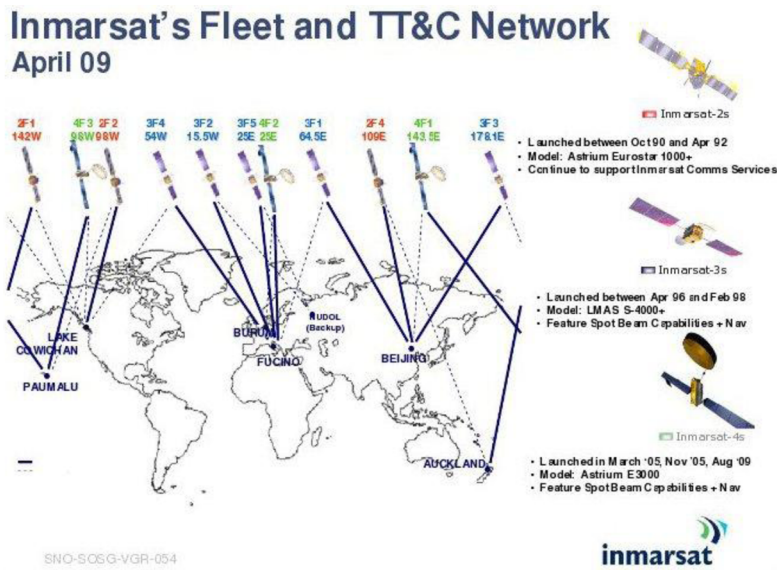 Inmarsat's Fleet and TT&C Network
April 09
2F1 4F3 2F2 3F4 3F2 3F5 4F2 3F1 2F4 4F1 3F3
142W 98W 98W 54W 15.5W 25E 25E 64.5E 109E 143.5E 178.1E
Inmarsat-2s
• Launched between Oct 90 and Apr 92
• Model: Astrium Eurostar 1000+
• Continue to support Inmarsat Comms Services
Inmarsat-3s
• Launched between Apr 96 and Feb 98
• Model: LMAS S-4000+
• Feature Spot Beam Capabilities + Nav
Inmarsat-4s
• Launched in March '05, Nov '05, Aug '09
• Model: Astrium E3000
• Feature Spot Beam Capabilities + Nav
LAKE
COWICHAN
PAUMALU
BURUM
FUCINO
RUDOL
(Backup)
BEIJING
AUCKLAND
SNO-SOSG-VGR-054
inmarsat